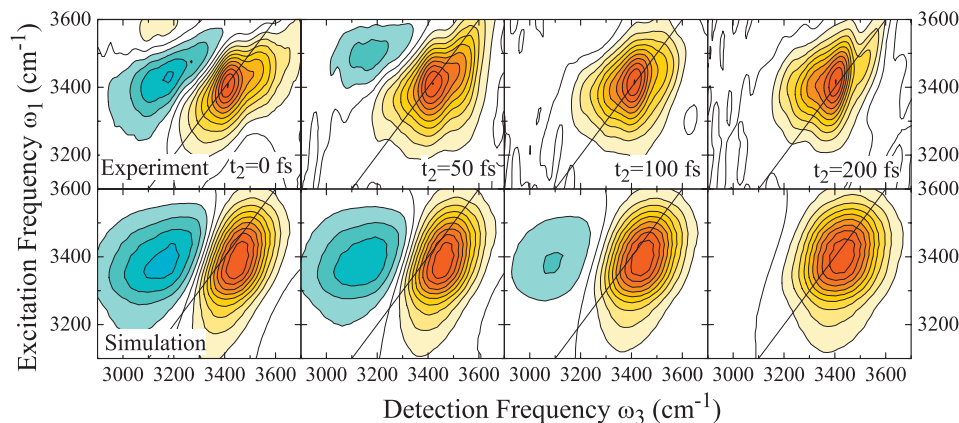 3600
3400
3200
Experiment
t2=0 fs
t2=50 fs
t2=100 fs
t2=200 fs
3600
3400
3200
Excitation Frequency ω1 (cm-1)
3600
3400
3200
Simulation
3600
3400
3200
3000 3200 3400 3600 3000 3200 3400 3600 3000 3200 3400 3600 3000 3200 3400 3600
Detection Frequency ω3 (cm-1)